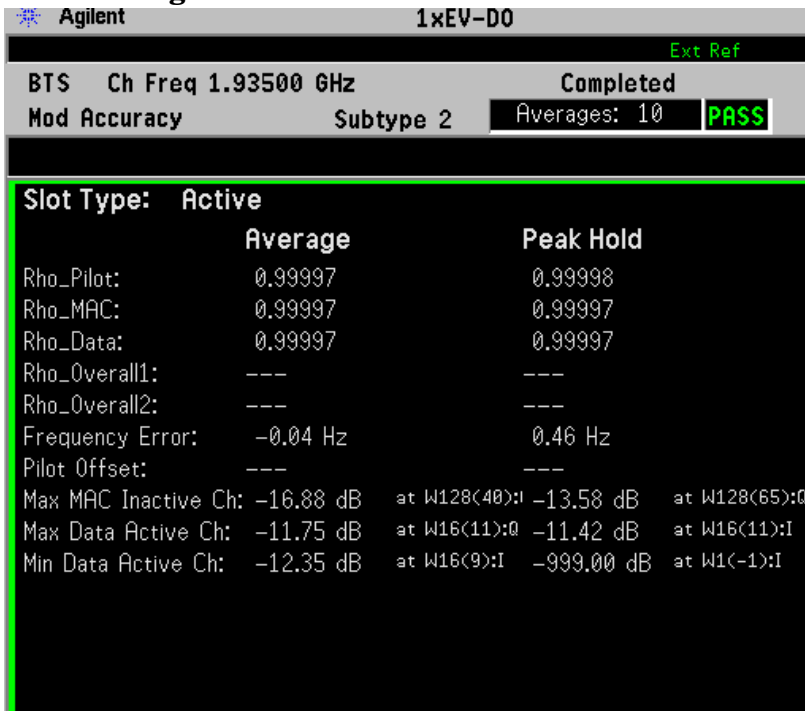 Agilent 1xEV-DO
Ext Ref
BTS Ch Freq 1.93500 GHz Completed
Mod Accuracy Subtype 2 Averages: 10 PASS
Slot Type: Active
Average Peak Hold
Rho_Pilot: 0.99997 0.99998
Rho_MAC: 0.99997 0.99997
Rho_Data: 0.99997 0.99997
Rho_Overall1: --- ---
Rho_Overall2: --- ---
Frequency Error: -0.04 Hz 0.46 Hz
Pilot Offset: --- ---
Max MAC Inactive Ch: -16.88 dB at W128(40): -13.58 dB at W128(65):Q
Max Data Active Ch: -11.75 dB at W16(11):Q -11.42 dB at W16(11):I
Min Data Active Ch: -12.35 dB at W16(9):I -999.00 dB at W1(-1):I